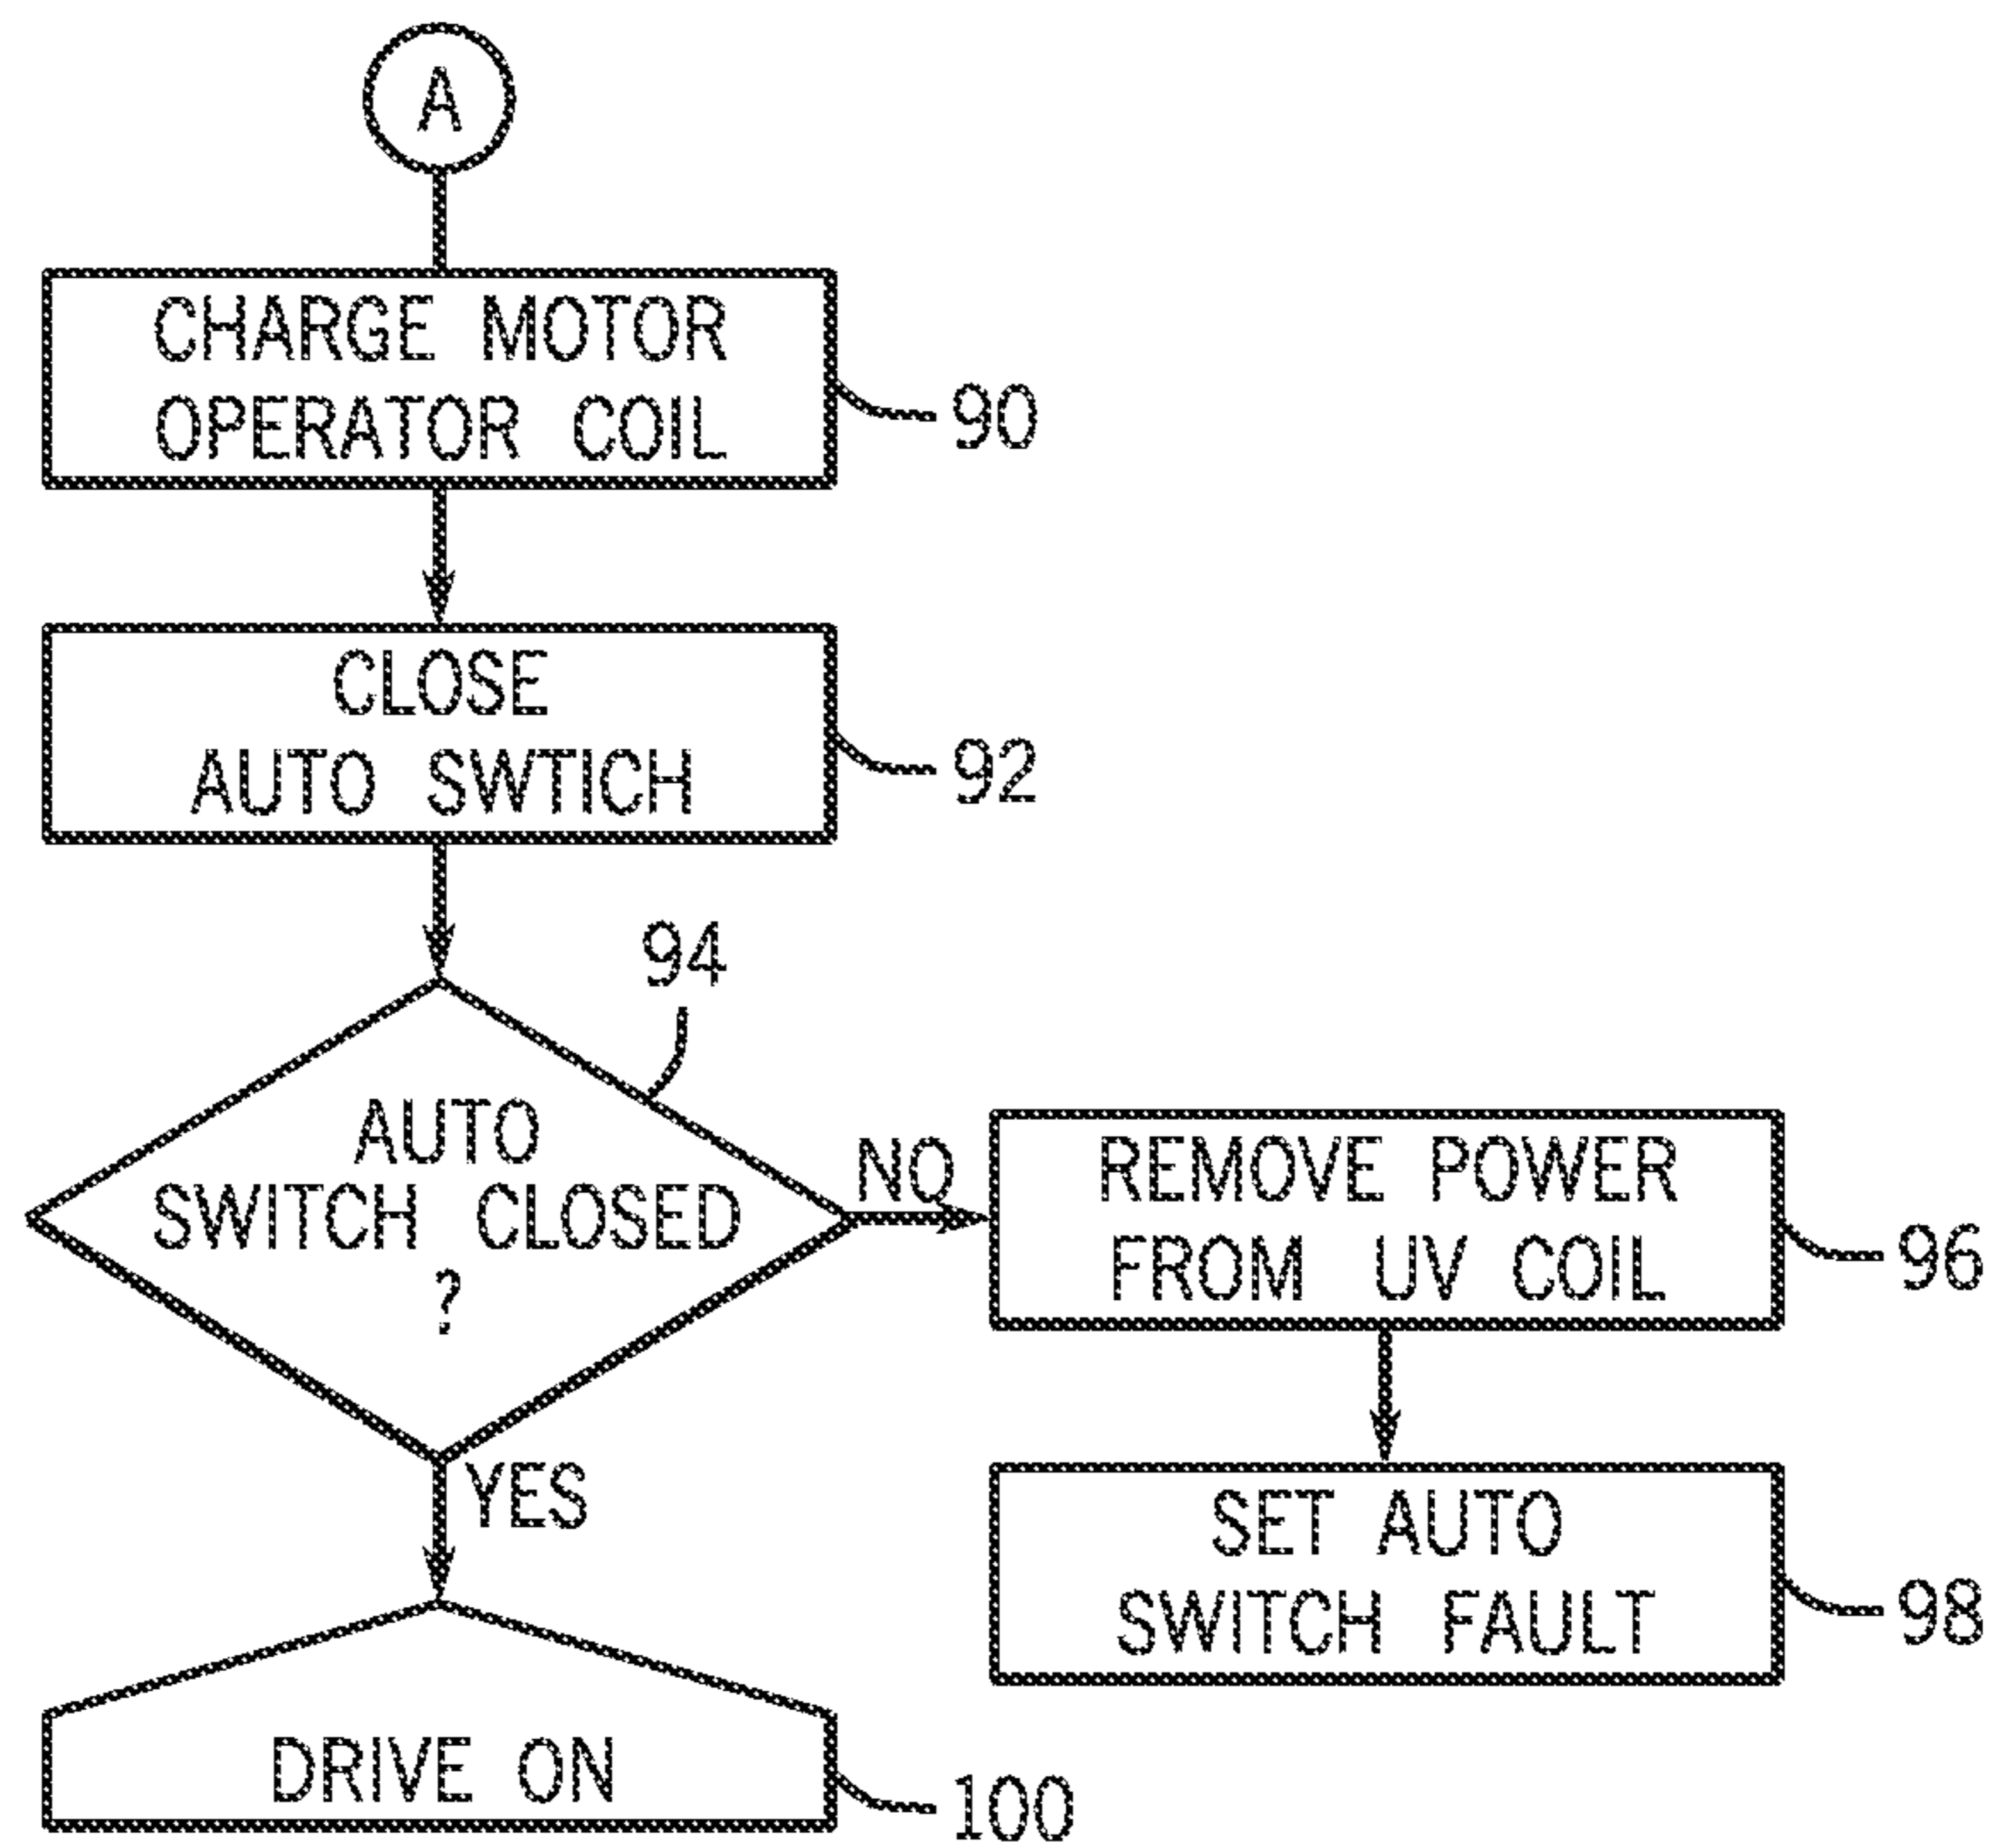 A
CHARGE MOTOR
OPERATOR COIL
90
CLOSE
AUTO SWTICH
92
94
AUTO
SWITCH CLOSED
?
NO
REMOVE POWER
FROM UV COIL
96
YES
SET AUTO
SWITCH FAULT
98
DRIVE ON
100